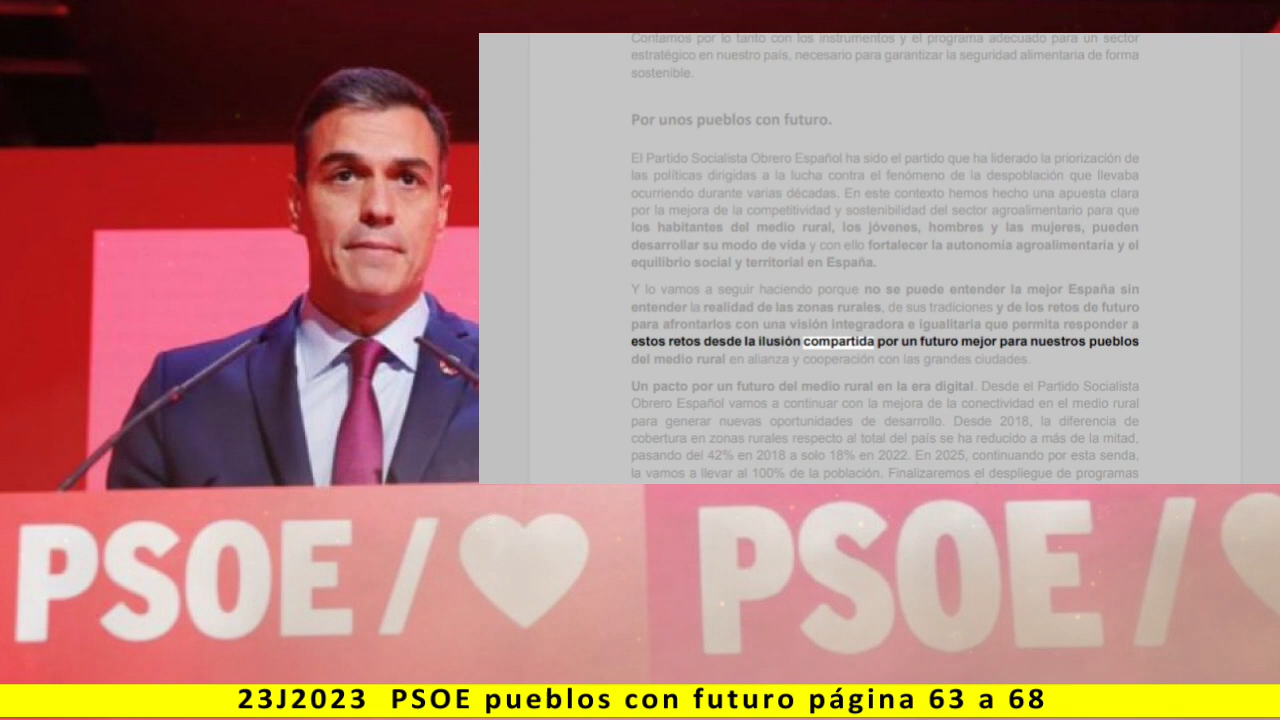 Contamos por lo tanto con los instrumentos y el programa adecuado para un sector
estratégico en nuestro país, necesario para garantizar la seguridad alimentaria de forma
sostenible.
Por unos pueblos con futuro.
El Partido Socialista Obrero Español ha sido el partido que ha liderado la priorización de
las políticas dirigidas a la lucha contra el fenómeno de la despoblación que llevaba
ocurriendo durante varias décadas. En este contexto hemos hecho una apuesta clara
por la mejora de la competitividad y sostenibilidad del sector agroalimentario para que
los habitantes del medio rural, los jóvenes, hombres y las mujeres, pueden
desarrollar su modo de vida y con ello fortalecer la autonomía agroalimentaria y el
equilibrio social y territorial en España.
Y lo vamos a seguir haciendo porque no se puede entender la mejor España sin
entender la realidad de las zonas rurales, de sus tradiciones y de los retos de futuro
para afrontarlos con una visión integradora e igualitaria que permita responder a
estos retos desde la ilusión compartida por un futuro mejor para nuestros pueblos
del medio rural en alianza y cooperación con las grandes ciudades.
Un pacto por un futuro del medio rural en la era digital. Desde el Partido Socialista
Obrero Español vamos a continuar con la mejora de la conectividad en el medio rural
para generar nuevas oportunidades de desarrollo. Desde 2018, la diferencia de
cobertura en zonas rurales respecto al total del país se ha reducido a más de la mitad,
pasando del 42% en 2018 a solo 18% en 2022. En 2025, continuando por esta senda,
la vamos a llevar al 100% de la población. Finalizaremos el despliegue de programas
PSOE/ PSOE/
23J2023 PSOE pueblos con futuro página 63 a 68